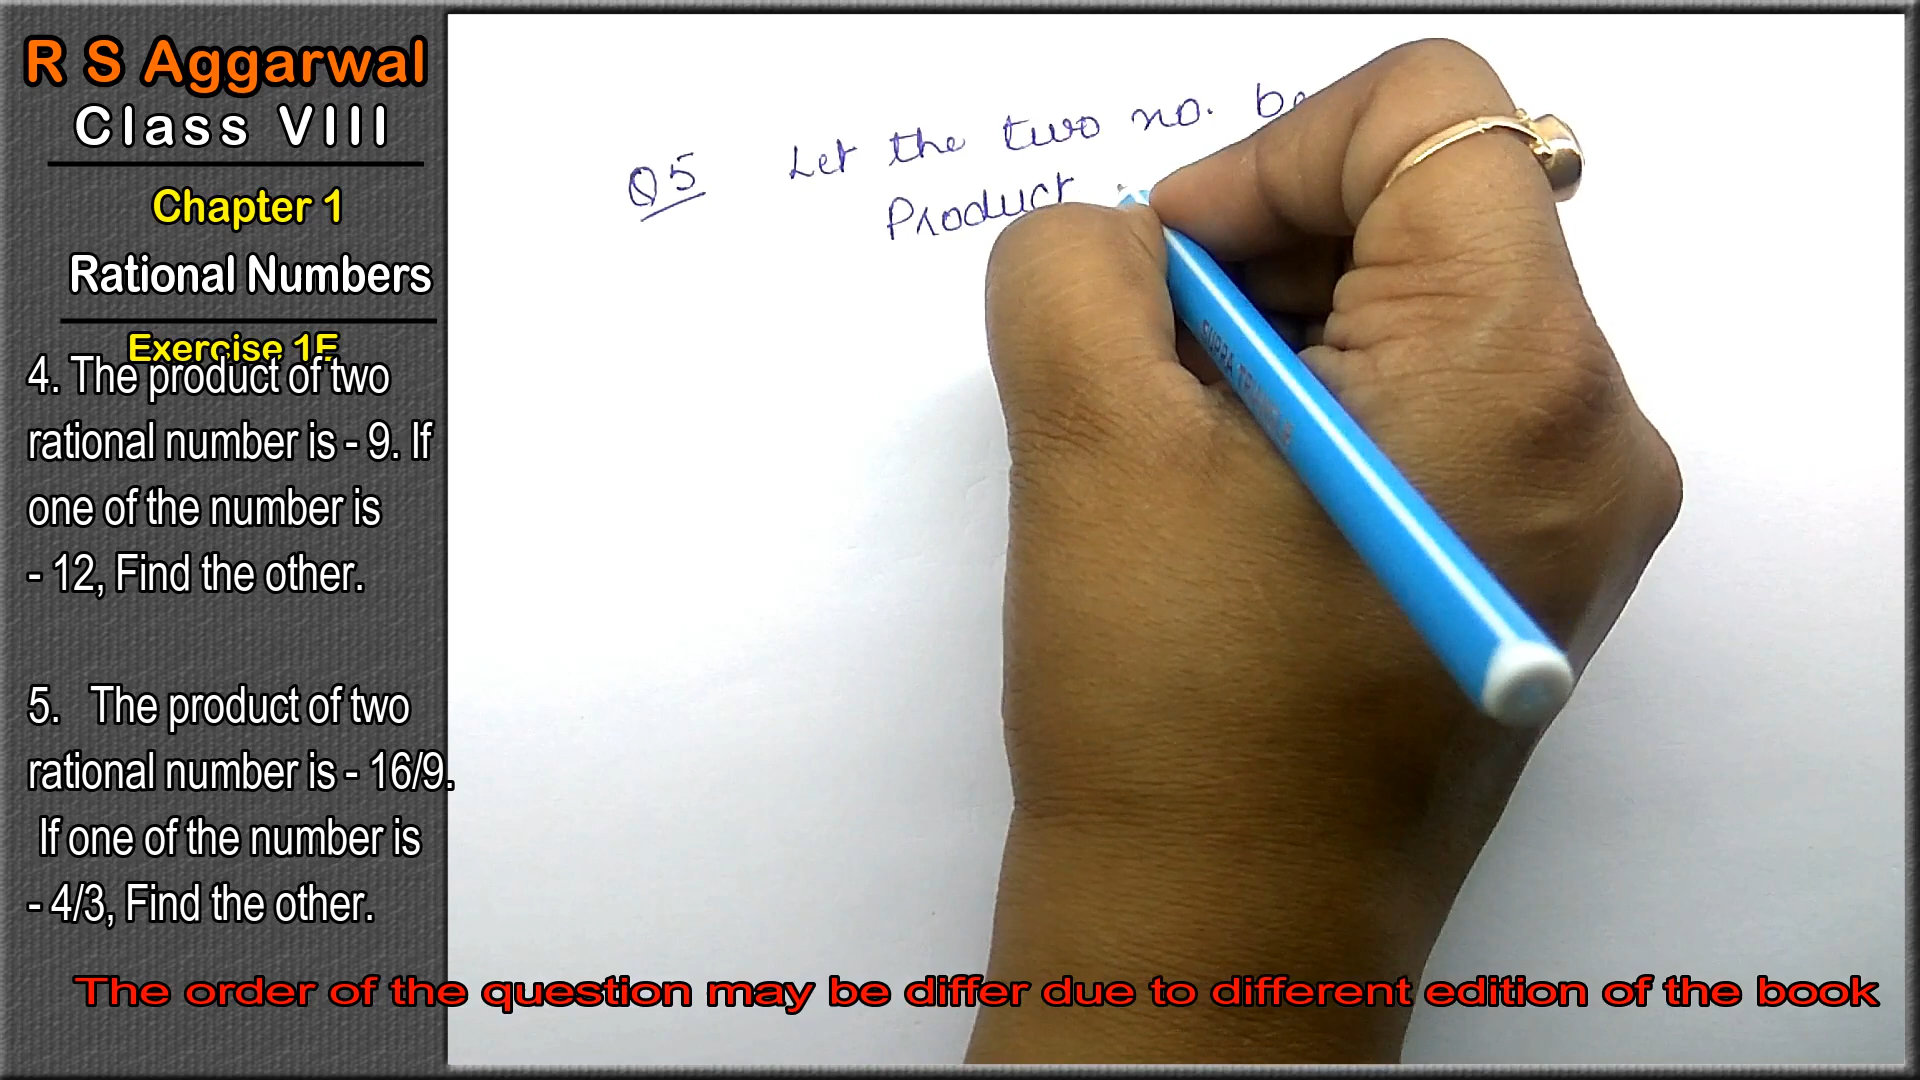 R S Aggarwal
Class VIII
Chapter 1
Rational Numbers
Exercise 1E
4. The product of two
rational number is - 9. If
one of the number is
- 12, Find the other.
5. The product of two
rational number is - 16/9.
If one of the number is
- 4/3, Find the other.
Q5 Let the two no. be
Product
The order of the question may be differ due to different edition of the book